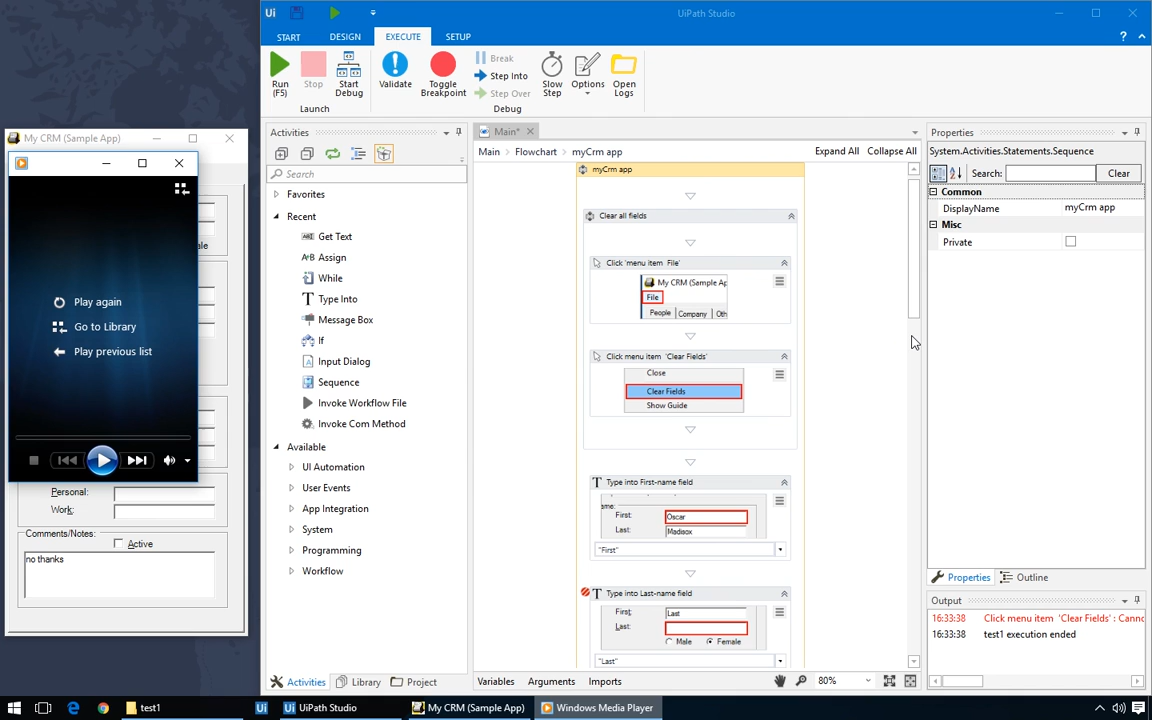 Ui
UiPath Studio
START DESIGN EXECUTE SETUP
Run (F5)
Stop
Start Debug
Launch
Validate
Toggle Breakpoint
Break
Step Into
Step Over
Debug
Slow Step
Options
Open Logs
My CRM (Sample App)
Play again
Go to Library
Play previous list
ale
Personal:
Work:
Comments/Notes:
Active
no thanks
Activities
Search
Favorites
Recent
Get Text
Assign
While
Type Into
Message Box
If
Input Dialog
Sequence
Invoke Workflow File
Invoke Com Method
Available
UI Automation
User Events
App Integration
System
Programming
Workflow
Activities Library Project
Main*
Main Flowchart myCrm app
Expand All Collapse All
myCrm app
Clear all fields
Click 'menu item File'
My CRM (Sample Ap
File
People Company Oth
Click menu item 'Clear Fields'
Close
Clear Fields
Show Guide
Type into First-name field
ame:
First: Oscar
Last: Madisox
"First"
Type into Last-name field
First: Last
Last:
Male Female
"Last"
Variables Arguments Imports
80%
Properties
System.Activities.Statements.Sequence
Search: Clear
Common
DisplayName myCrm app
Misc
Private
Properties Outline
Output
16:33:38 Click menu item 'Clear Fields' : Canno
16:33:38 test1 execution ended
test1
Ui
Ui UiPath Studio
My CRM (Sample App)
Windows Media Player